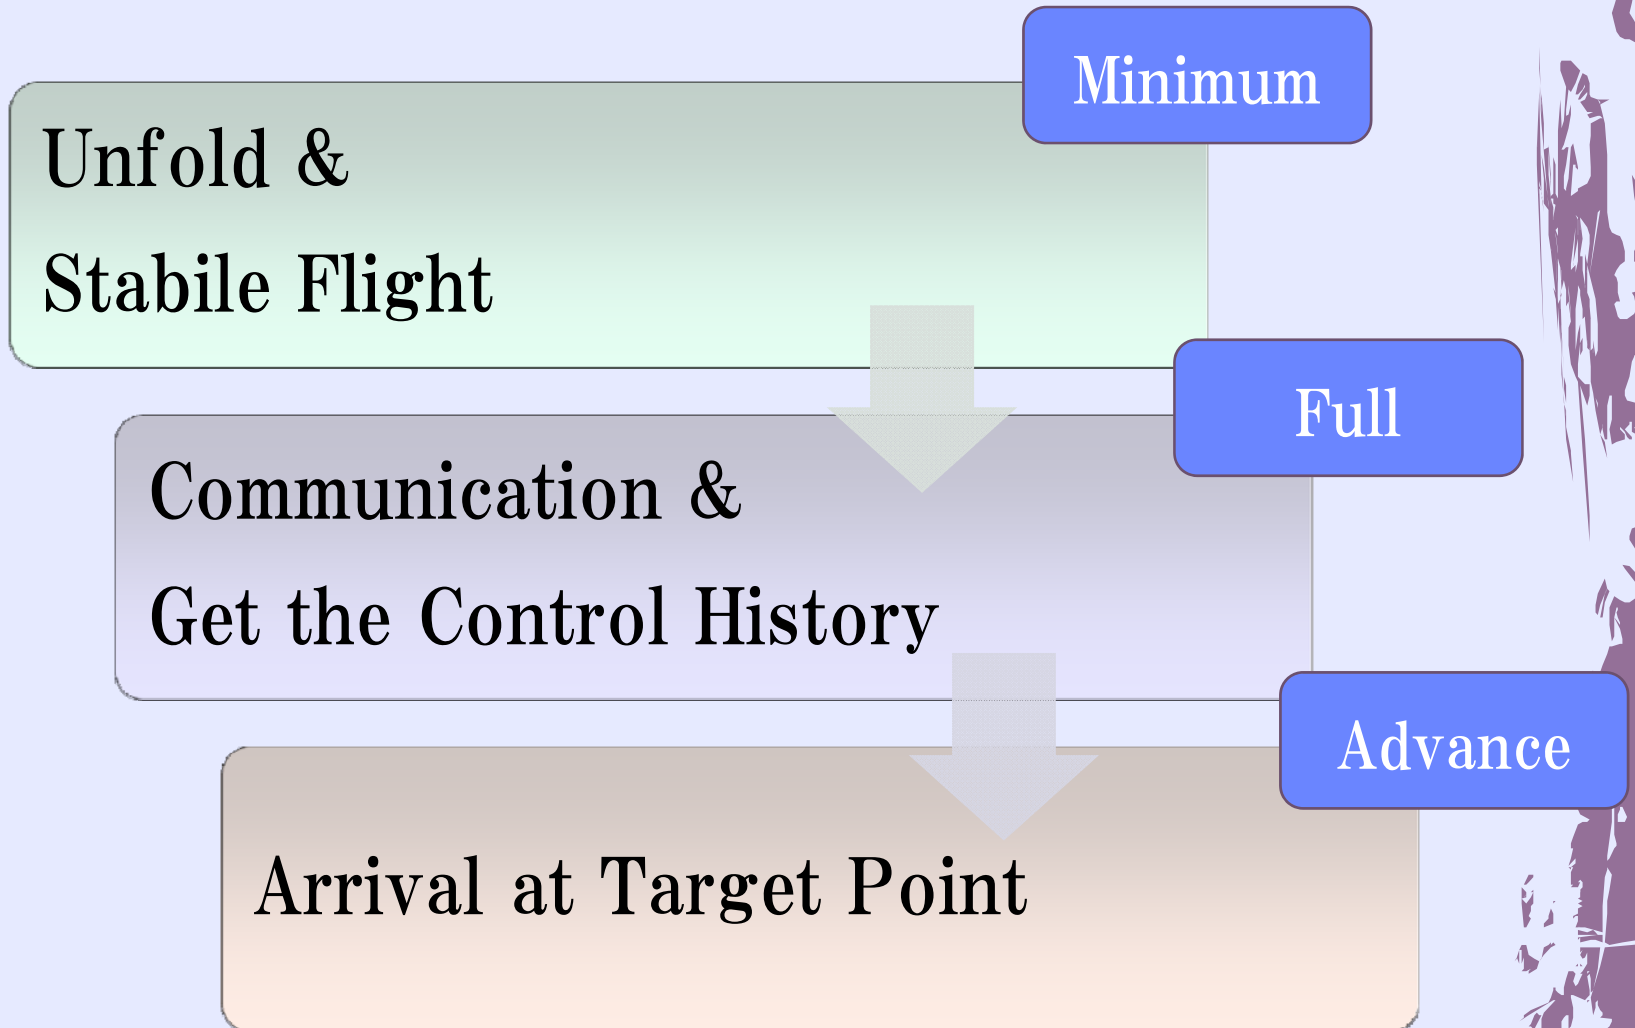 Minimum
Unfold &
Stabile Flight
Full
Communication &
Get the Control History
Advance
Arrival at Target Point